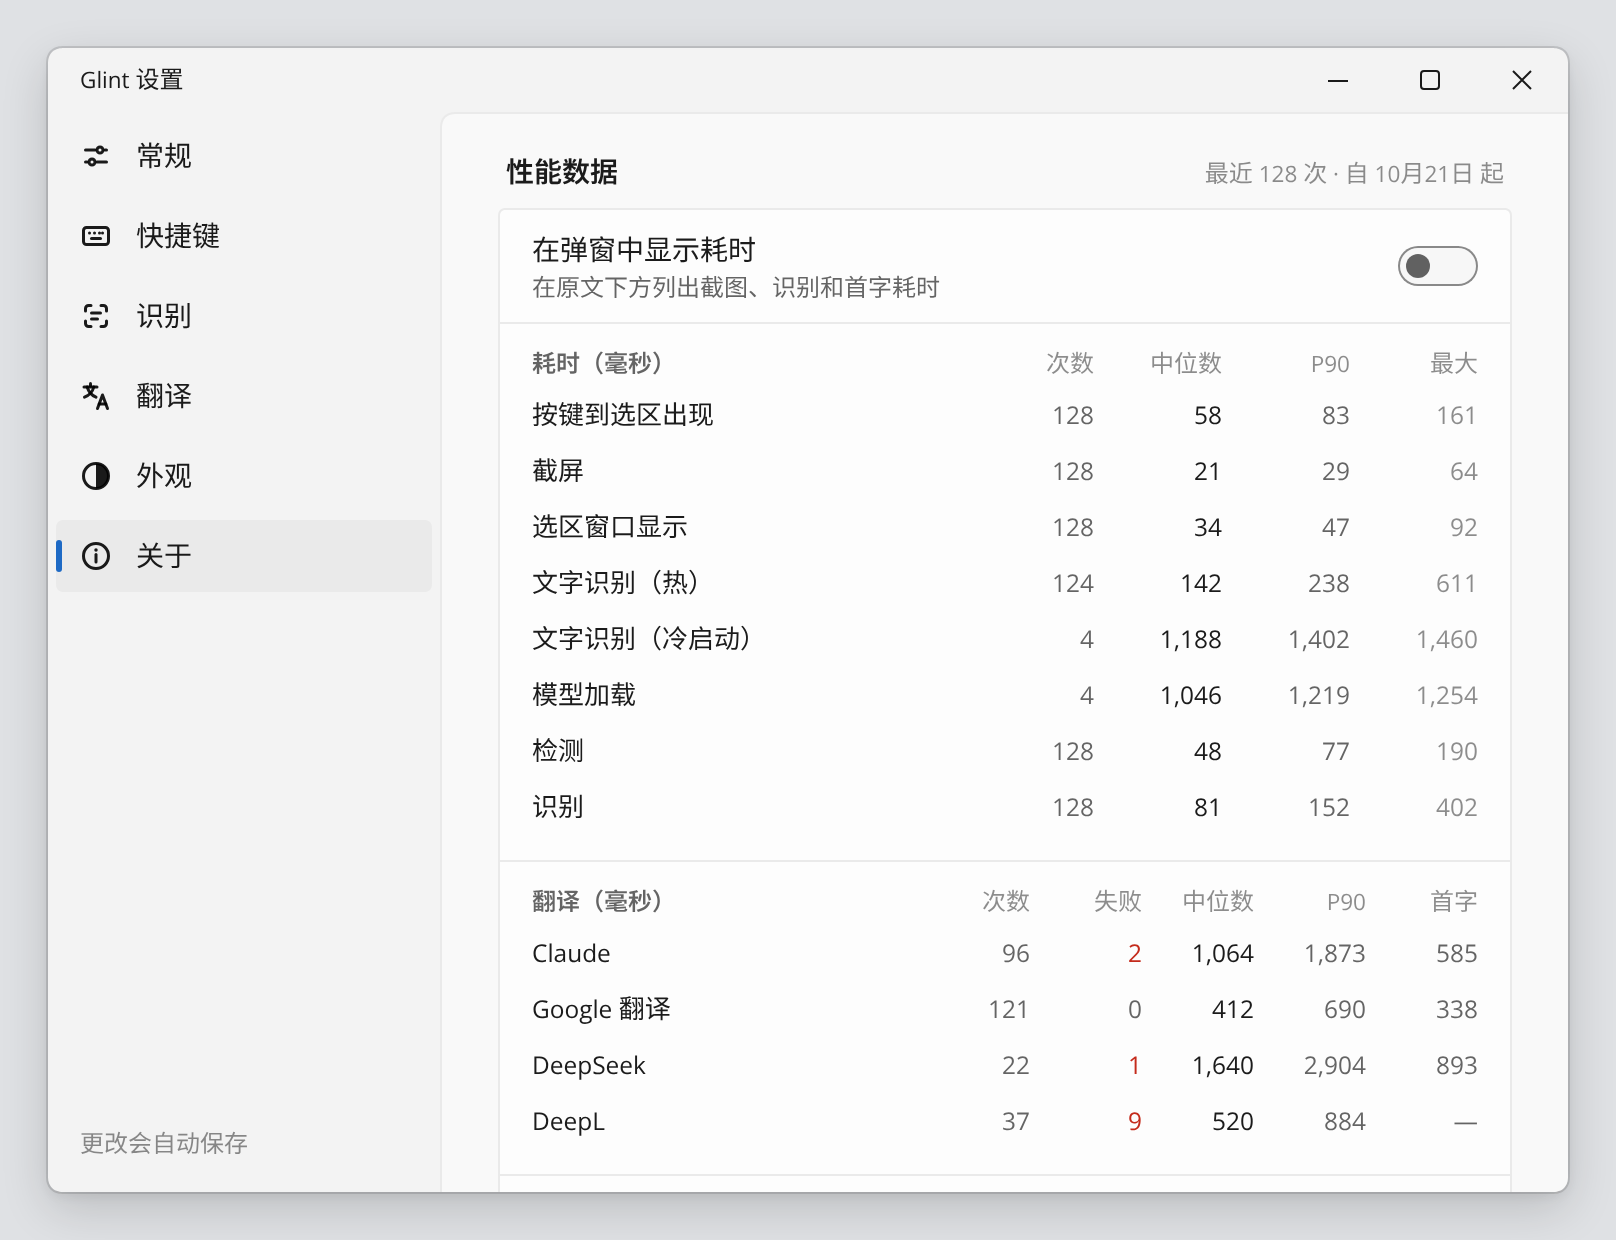 Glint 设置
常规
快捷键
识别
翻译
外观
关于
更改会自动保存
性能数据 最近 128 次 · 自 10月21日 起
在弹窗中显示耗时
在原文下方列出截图、识别和首字耗时
耗时（毫秒） 次数 中位数 P90 最大
按键到选区出现 128 58 83 161
截屏 128 21 29 64
选区窗口显示 128 34 47 92
文字识别（热） 124 142 238 611
文字识别（冷启动） 4 1,188 1,402 1,460
模型加载 4 1,046 1,219 1,254
检测 128 48 77 190
识别 128 81 152 402
翻译（毫秒） 次数 失败 中位数 P90 首字
Claude 96 2 1,064 1,873 585
Google 翻译 121 0 412 690 338
DeepSeek 22 1 1,640 2,904 893
DeepL 37 9 520 884 —